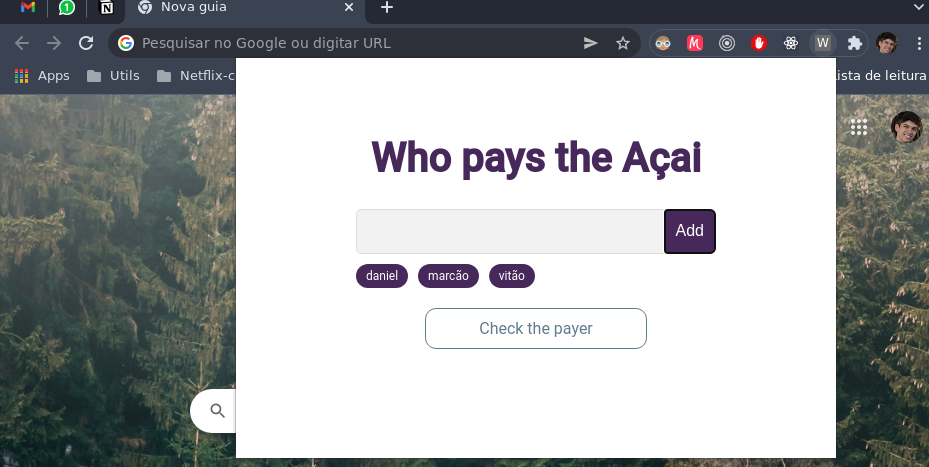 Nova guia
Pesquisar no Google ou digitar URL
W
Apps Utils Netflix-c ista de leitura
Who pays the Açai
Add
daniel marcão vitão
Check the payer